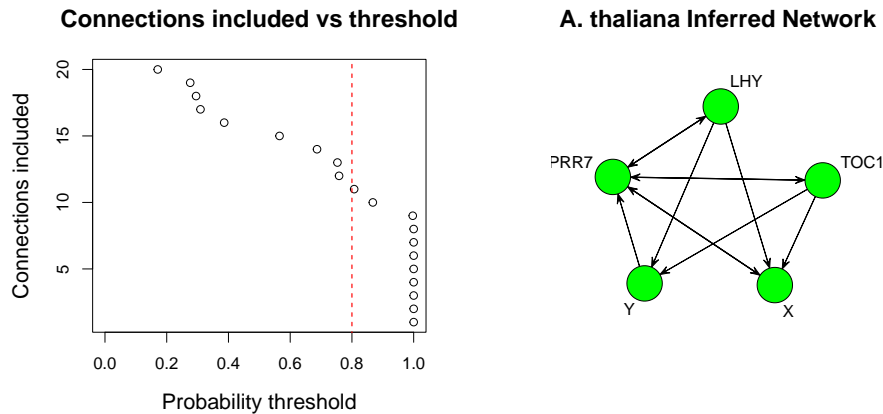 Connections included vs threshold
Connections included
20
15
10
5
0.0 0.2 0.4 0.6 0.8 1.0
Probability threshold
A. thaliana Inferred Network
LHY
PRR7
TOC1
Y
X